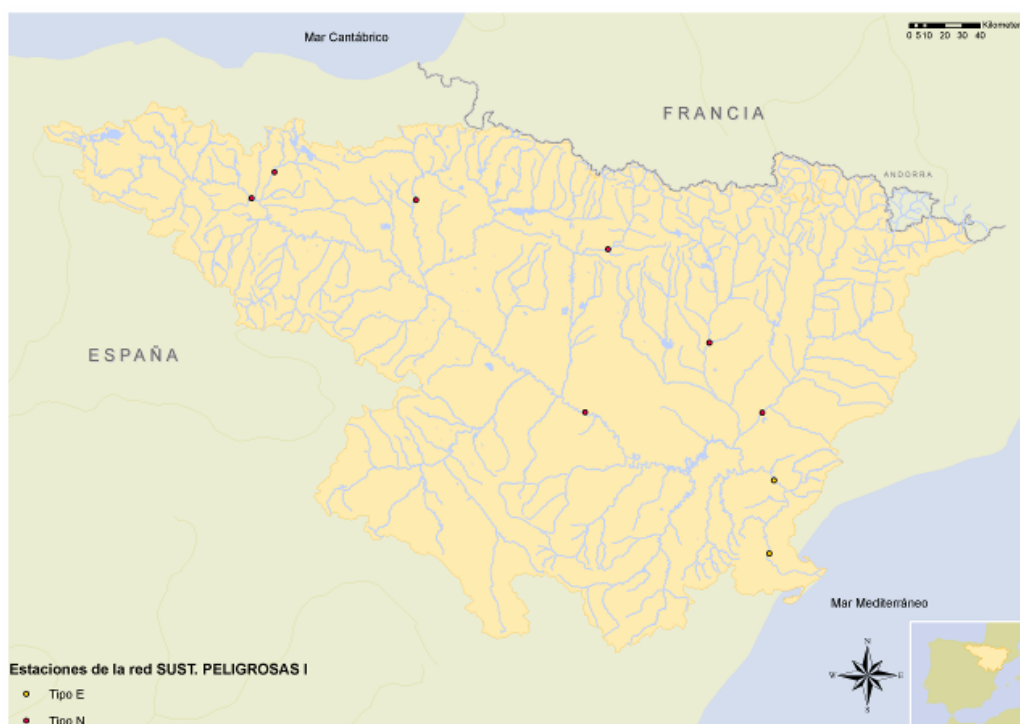 Mar Cantábrico
Kilometer
0 5 10 20 30 40
FRANCIA
ANDORRA
ESPAÑA
Mar Mediterráneo
N
W E
S
Estaciones de la red SUST. PELIGROSAS I
Tipo E
Tipo N